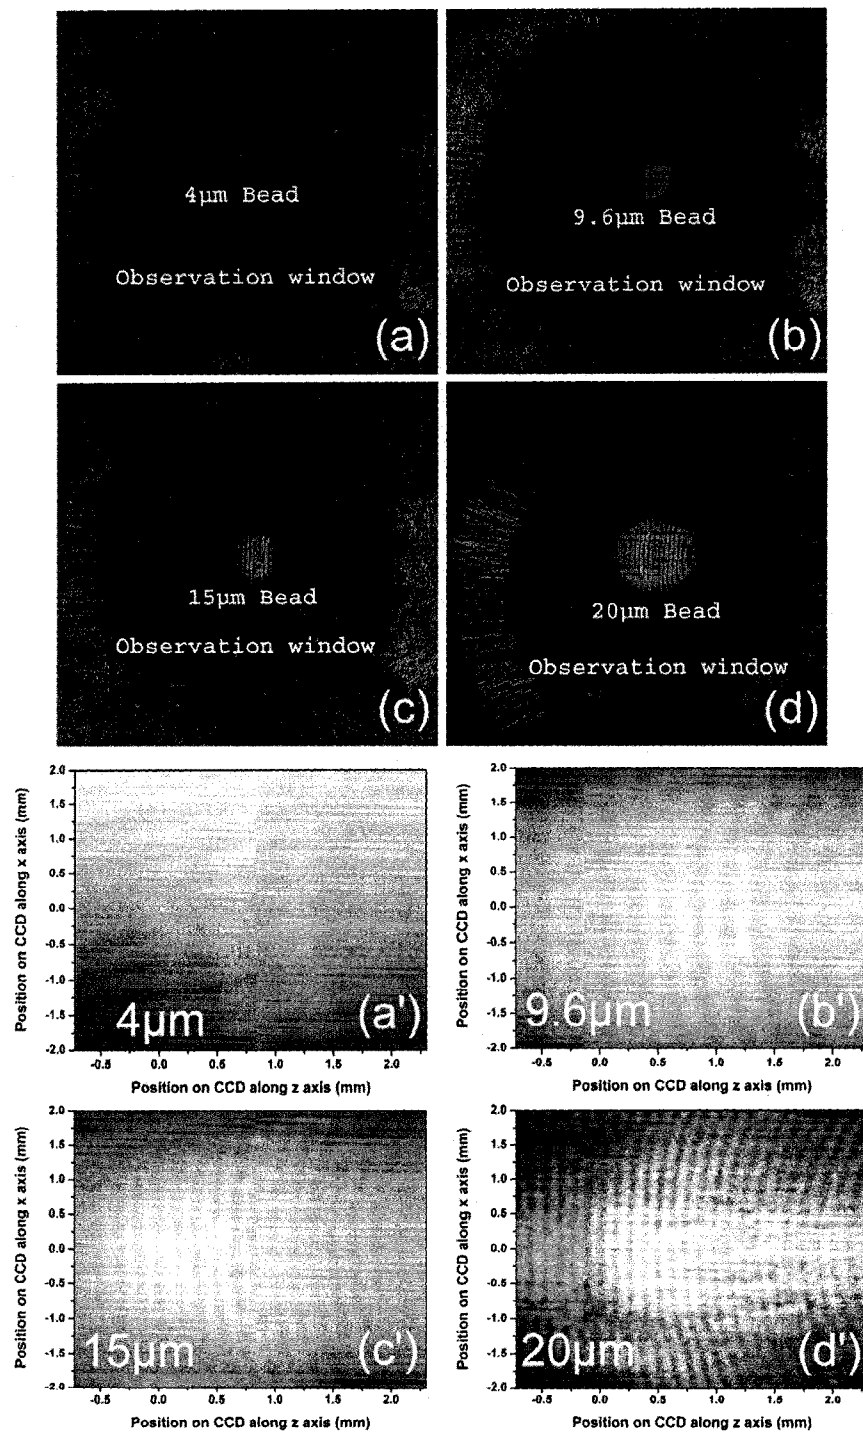 4µm Bead
Observation window
(a)
9.6µm Bead
Observation window
(b)
15µm Bead
Observation window
(c)
20µm Bead
Observation window
(d)
Position on CCD along x axis (mm)
2.0
1.5
1.0
0.5
0.0
-0.5
-1.0
-1.5
-2.0
4µm
(a')
-0.5 0.0 0.5 1.0 1.5 2.0
Position on CCD along z axis (mm)
Position on CCD along x axis (mm)
2.0
1.5
1.0
0.5
0.0
-0.5
-1.0
-1.5
-2.0
9.6µm
(b')
-0.5 0.0 0.5 1.0 1.5 2.0
Position on CCD along z axis (mm)
Position on CCD along x axis (mm)
2.0
1.5
1.0
0.5
0.0
-0.5
-1.0
-1.5
-2.0
15µm
(c')
-0.5 0.0 0.5 1.0 1.5 2.0
Position on CCD along z axis (mm)
Position on CCD along x axis (mm)
2.0
1.5
1.0
0.5
0.0
-0.5
-1.0
-1.5
-2.0
20µm
(d')
-0.5 0.0 0.5 1.0 1.5 2.0
Position on CCD along z axis (mm)